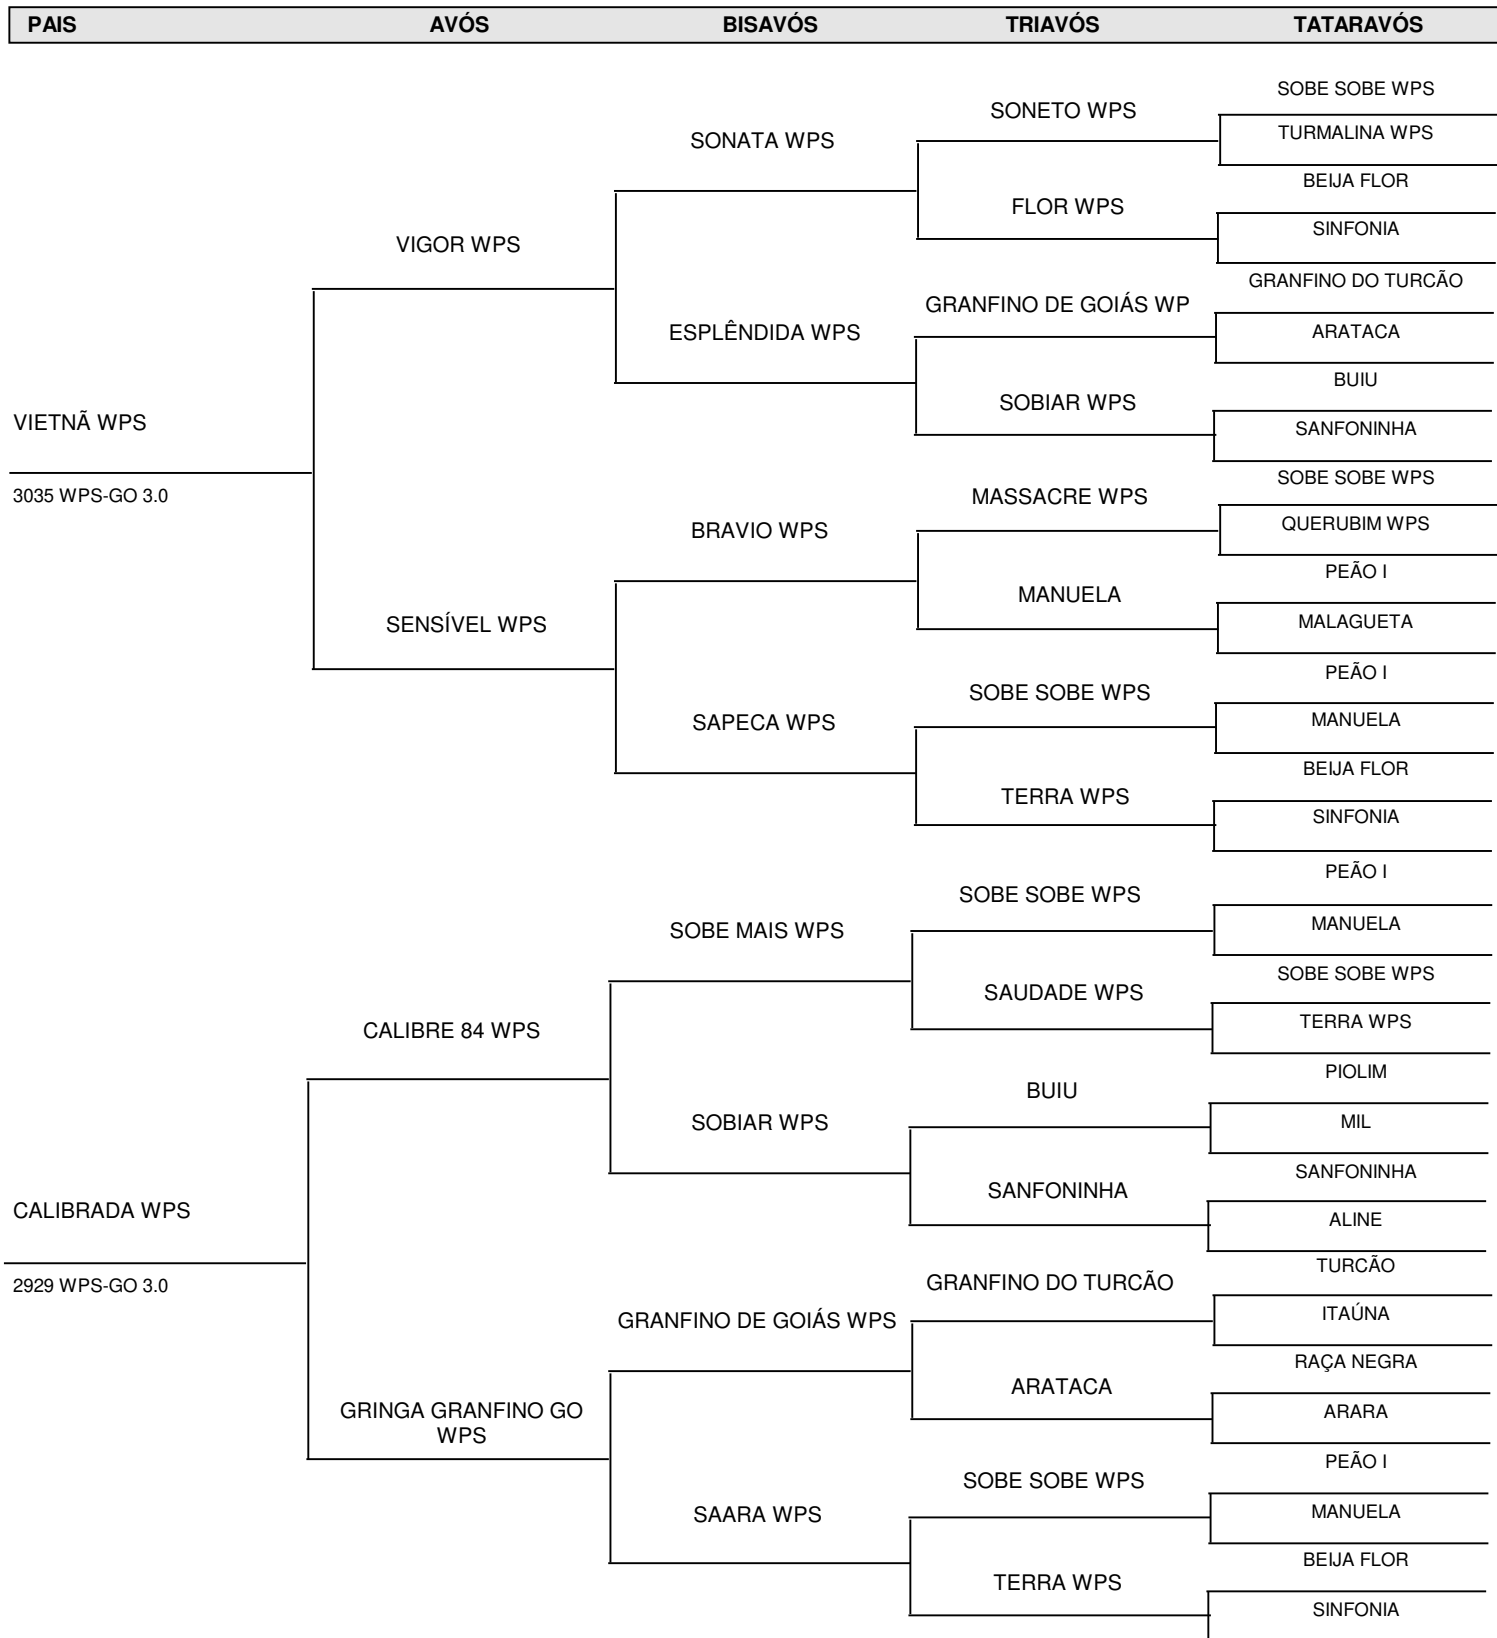 PAIS AVÓS BISAVÓS TRIAVÓS TATARAVÓS
SOBE SOBE WPS
SONETO WPS
TURMALINA WPS
SONATA WPS
BEIJA FLOR
FLOR WPS
SINFONIA
VIGOR WPS
GRANFINO DO TURCÃO
GRANFINO DE GOIÁS WP
ARATACA
ESPLÊNDIDA WPS
BUIU
SOBIAR WPS
SANFONINHA
VIETNÃ WPS
3035 WPS-GO 3.0
SOBE SOBE WPS
MASSACRE WPS
QUERUBIM WPS
BRAVIO WPS
PEÃO I
MANUELA
MALAGUETA
SENSÍVEL WPS
PEÃO I
SOBE SOBE WPS
MANUELA
SAPECA WPS
BEIJA FLOR
TERRA WPS
SINFONIA
PEÃO I
SOBE SOBE WPS
MANUELA
SOBE MAIS WPS
SOBE SOBE WPS
SAUDADE WPS
TERRA WPS
CALIBRE 84 WPS
PIOLIM
BUIU
MIL
SOBIAR WPS
SANFONINHA
SANFONINHA
ALINE
CALIBRADA WPS
2929 WPS-GO 3.0
TURCÃO
GRANFINO DO TURCÃO
ITAÚNA
GRANFINO DE GOIÁS WPS
RAÇA NEGRA
ARATACA
ARARA
GRINGA GRANFINO GO
WPS
PEÃO I
SOBE SOBE WPS
MANUELA
SAARA WPS
BEIJA FLOR
TERRA WPS
SINFONIA